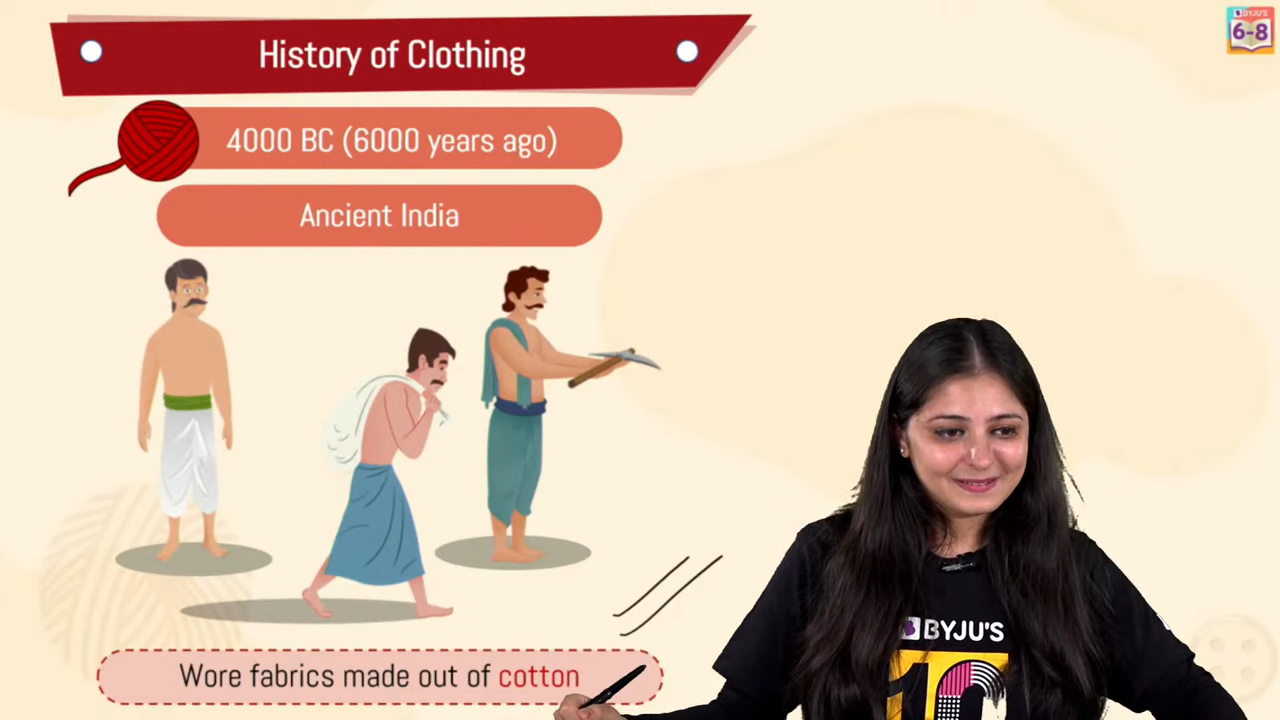 History of Clothing
BYJU'S
6-8
4000 BC (6000 years ago)
Ancient India
Wore fabrics made out of cotton
BYJU'S
10